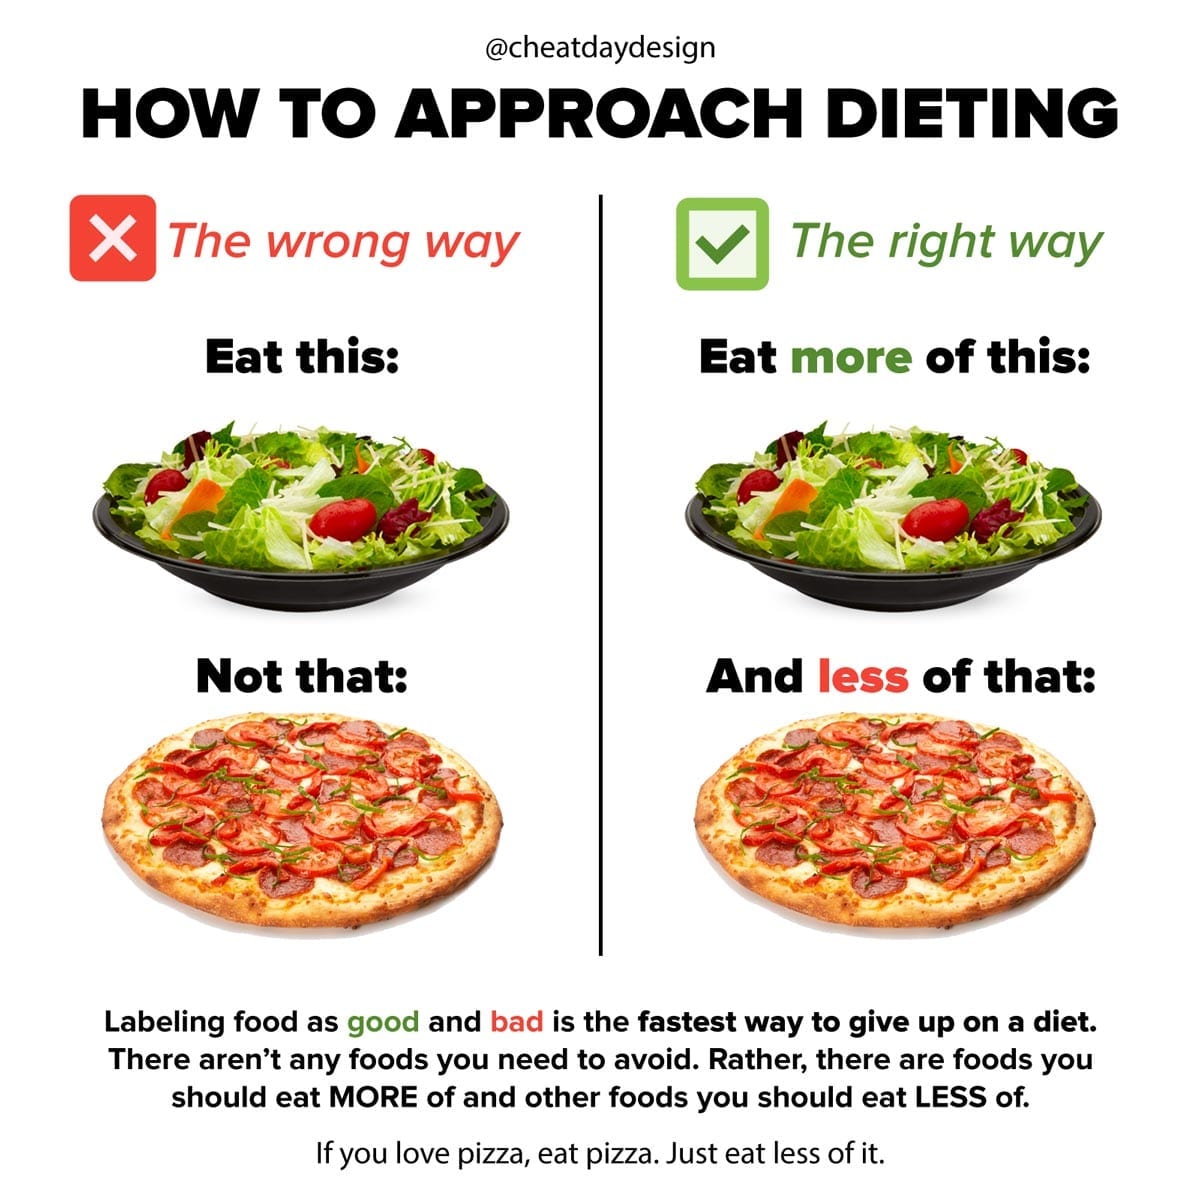 @cheatdaydesign
HOW TO APPROACH DIETING
The wrong way
The right way
Eat this:
Eat more of this:
Not that:
And less of that:
Labeling food as good and bad is the fastest way to give up on a diet.
There aren’t any foods you need to avoid. Rather, there are foods you
should eat MORE of and other foods you should eat LESS of.
If you love pizza, eat pizza. Just eat less of it.